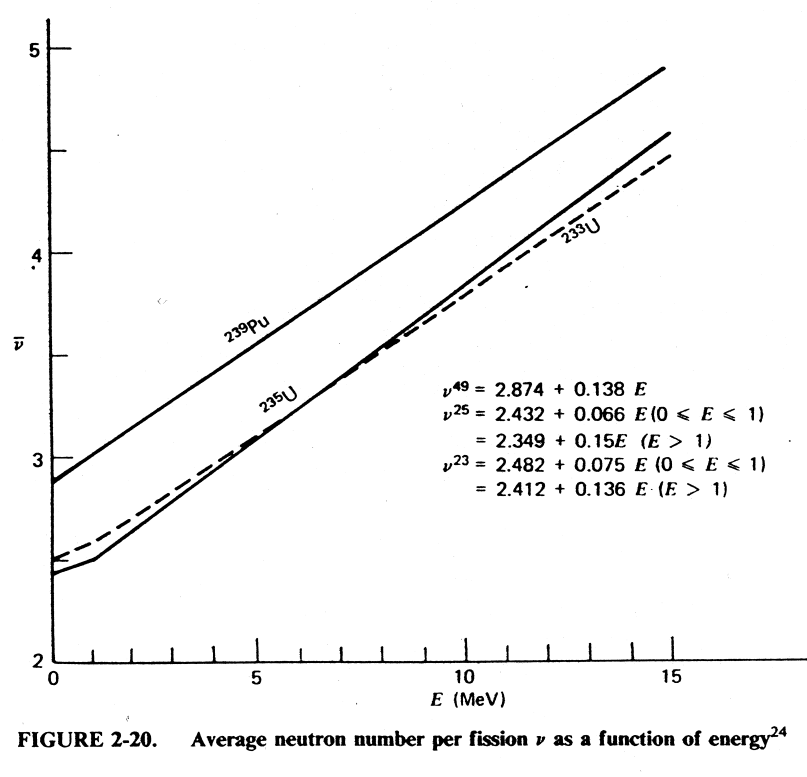 5
4
ν̅
3
2
²³⁹Pu
²³³U
²³⁵U
ν⁴⁹ = 2.874 + 0.138 E
ν²⁵ = 2.432 + 0.066 E (0 ⩽ E ⩽ 1)
= 2.349 + 0.15E (E > 1)
ν²³ = 2.482 + 0.075 E (0 ⩽ E ⩽ 1)
= 2.412 + 0.136 E (E > 1)
0 5 10 15
E (MeV)
FIGURE 2-20. Average neutron number per fission ν as a function of energy²⁴